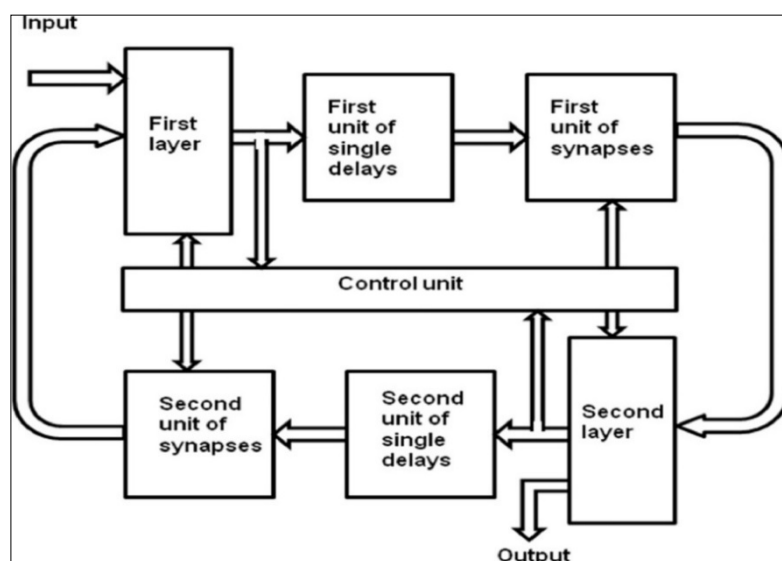 Input
First
layer
First
unit of
single
delays
First
unit of
synapses
Control unit
Second
unit of
synapses
Second
unit of
single
delays
Second
layer
Output